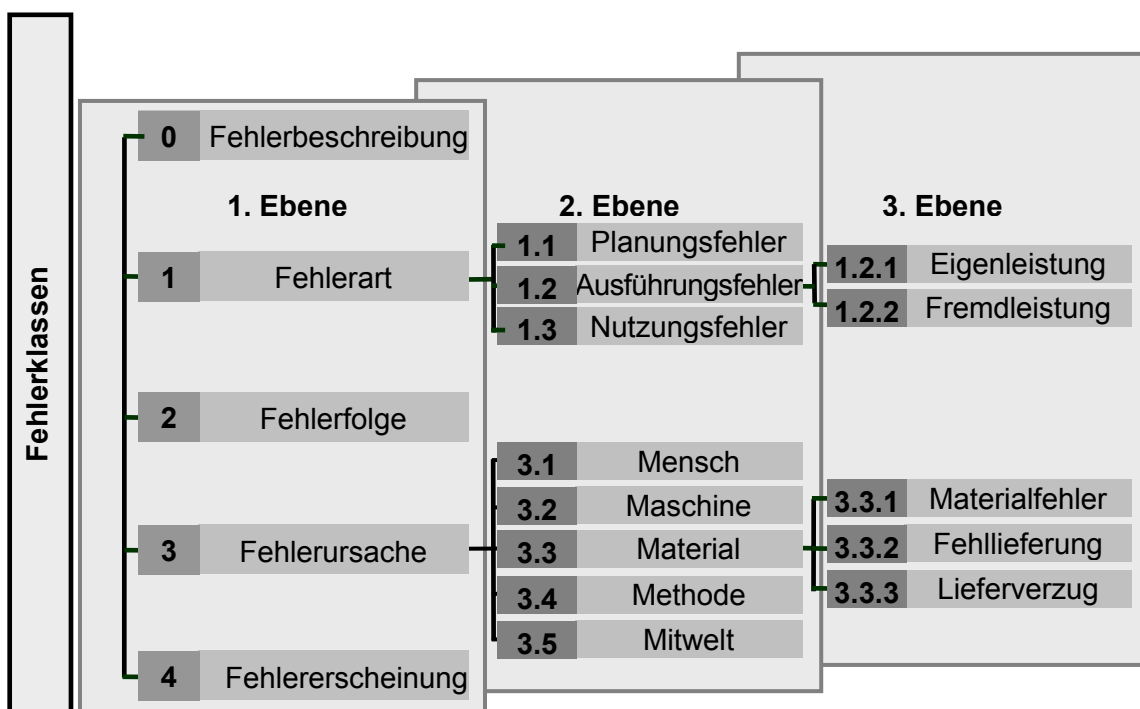 Fehlerklassen
0 Fehlerbeschreibung
1. Ebene
1 Fehlerart
2 Fehlerfolge
3 Fehlerursache
4 Fehlererscheinung
2. Ebene
1.1 Planungsfehler
1.2 Ausführungsfehler
1.3 Nutzungsfehler
3.1 Mensch
3.2 Maschine
3.3 Material
3.4 Methode
3.5 Mitwelt
3. Ebene
1.2.1 Eigenleistung
1.2.2 Fremdleistung
3.3.1 Materialfehler
3.3.2 Fehllieferung
3.3.3 Lieferverzug